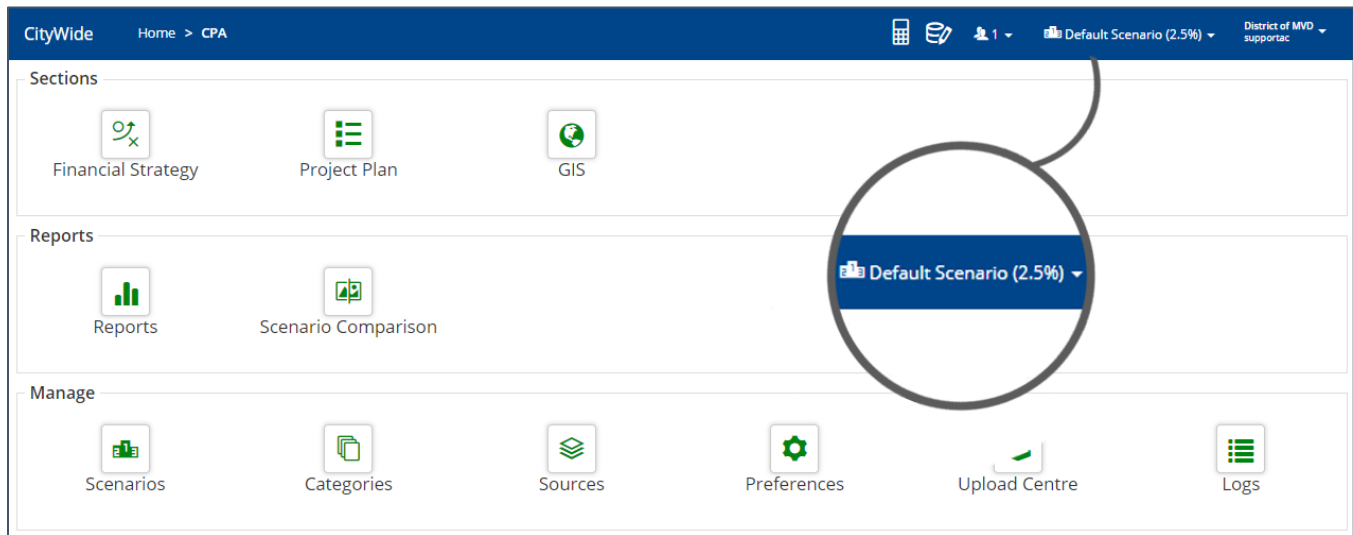 CityWide Home > CPA 1 Default Scenario (2.5%) District of MVD
supportac
Sections
Financial Strategy Project Plan GIS
Reports
Default Scenario (2.5%)
Reports Scenario Comparison
Manage
Scenarios Categories Sources Preferences Upload Centre Logs